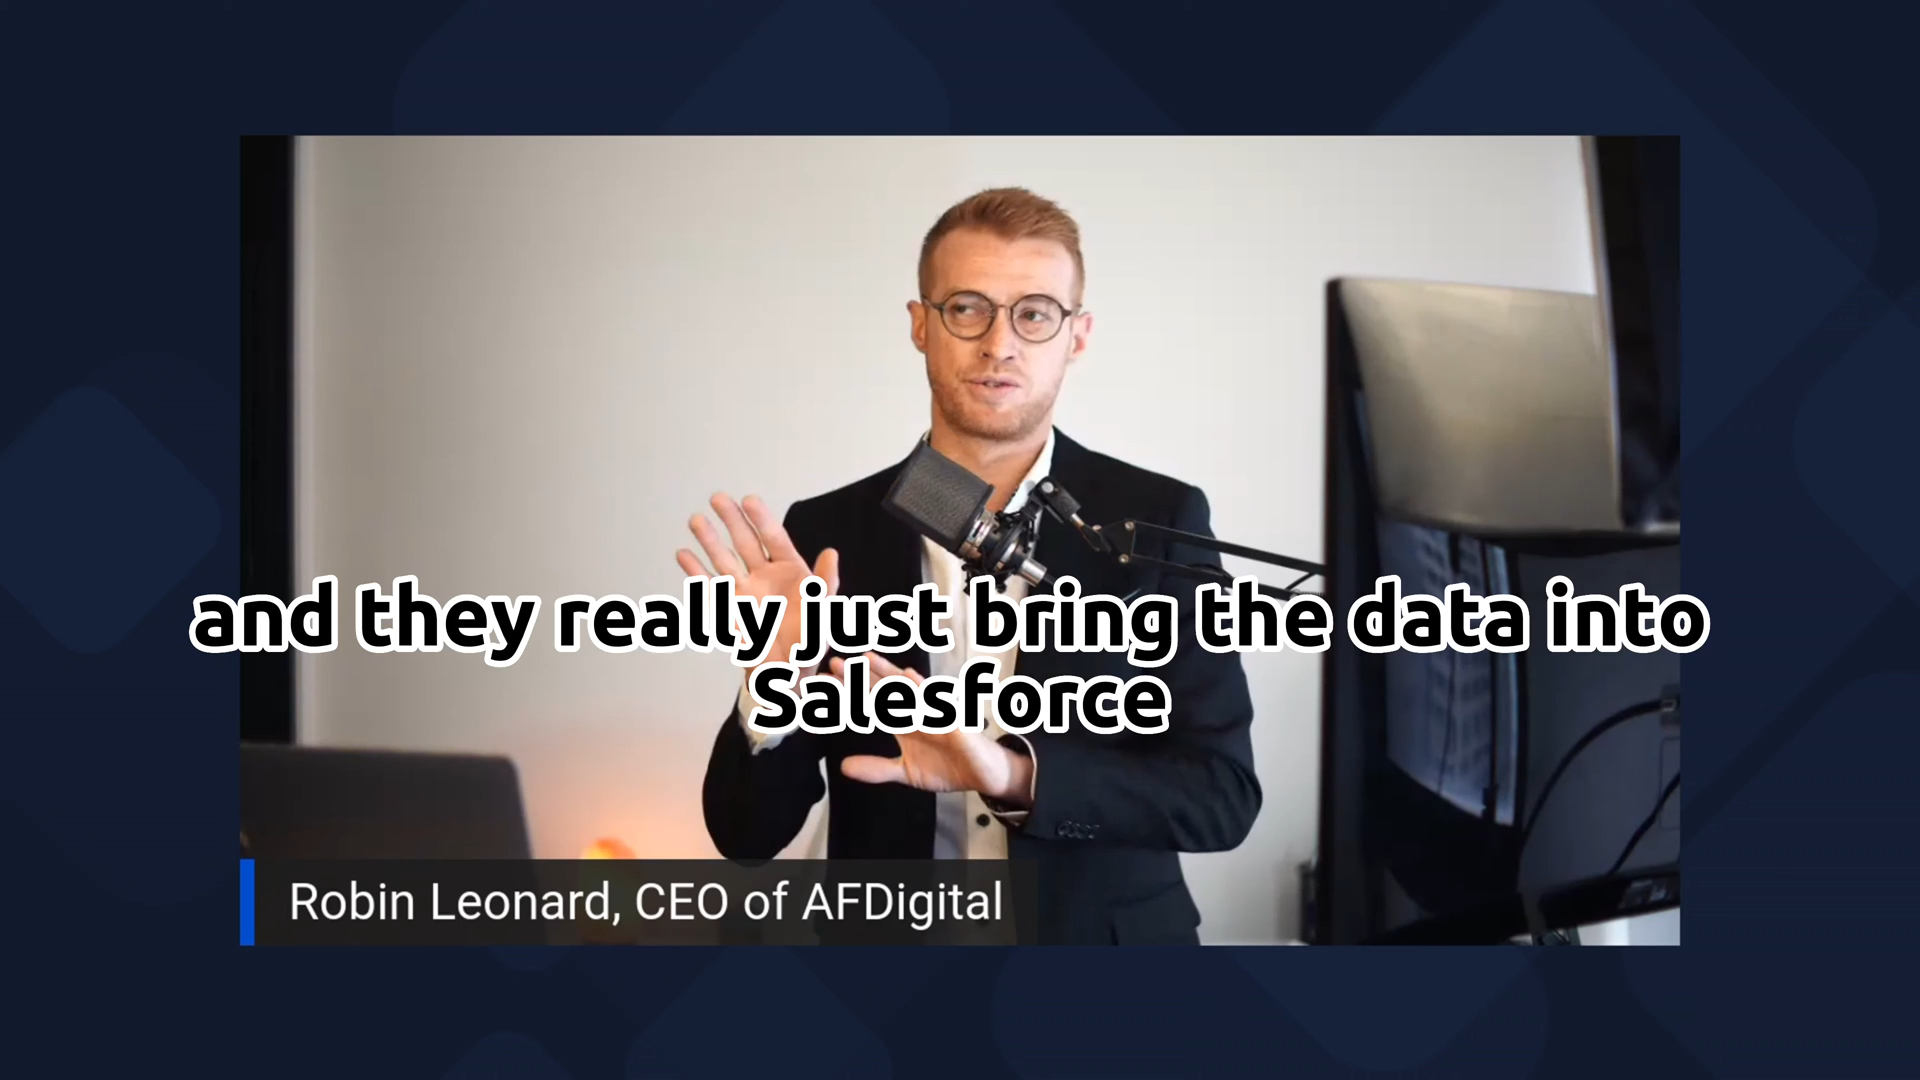 and they really just bring the data into
Salesforce
Robin Leonard, CEO of AFDigital